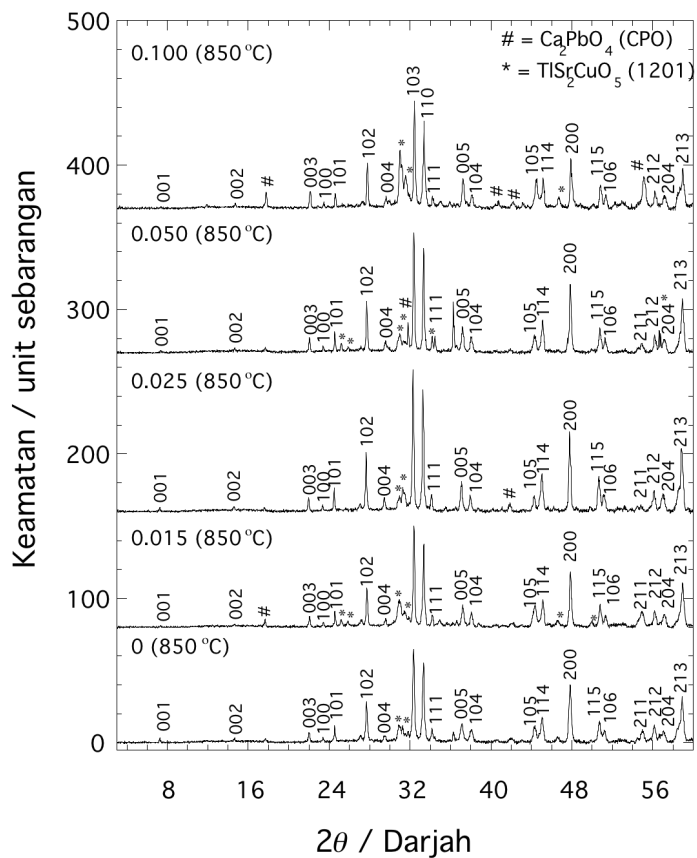 500
400
300
200
100
0
Keamatan / unit sebarangan
# = Ca2PbO4 (CPO)
* = TlSr2CuO5 (1201)
0.100 (850 °C)
001 002 # 003 100 101 102 004 * * 103 110 111 005 104 # # 105 114 * 200 115 106 # 212 204 213
0.050 (850 °C)
001 002 003 100 101 * * 102 004 * * # * 111 005 104 105 114 200 115 106 211 212 204 * 213
0.025 (850 °C)
001 002 003 100 101 102 004 * * 111 005 104 # 105 114 200 115 106 211 212 204 213
0.015 (850 °C)
001 002 # 003 100 101 * * 102 004 * * 111 005 104 105 114 * 200 * 115 106 211 212 204 213
0 (850 °C)
001 002 003 100 101 102 004 * * 111 005 104 105 114 200 115 106 211 212 204 213
8 16 24 32 40 48 56
2θ / Darjah